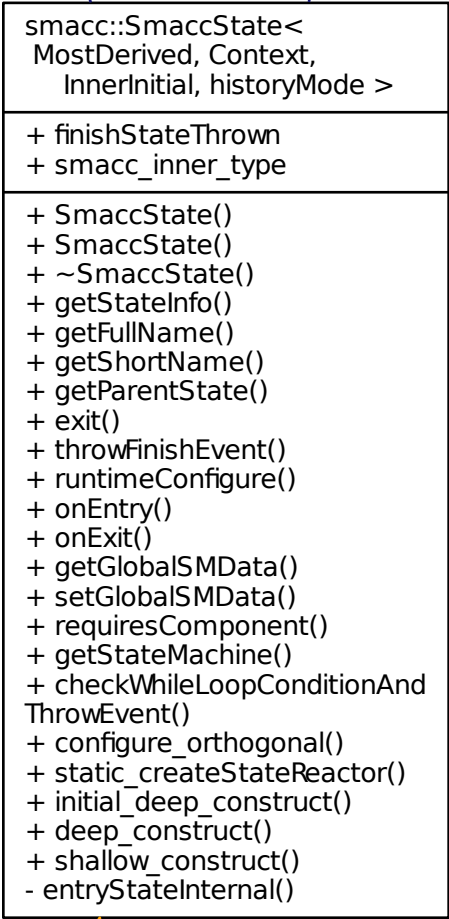 smacc::SmaccState<
MostDerived, Context,
InnerInitial, historyMode >
+ finishStateThrown
+ smacc_inner_type
+ SmaccState()
+ SmaccState()
+ ~SmaccState()
+ getStateInfo()
+ getFullName()
+ getShortName()
+ getParentState()
+ exit()
+ throwFinishEvent()
+ runtimeConfigure()
+ onEntry()
+ onExit()
+ getGlobalSMData()
+ setGlobalSMData()
+ requiresComponent()
+ getStateMachine()
+ checkWhileLoopConditionAnd
ThrowEvent()
+ configure_orthogonal()
+ static_createStateReactor()
+ initial_deep_construct()
+ deep_construct()
+ shallow_construct()
- entryStateInternal()